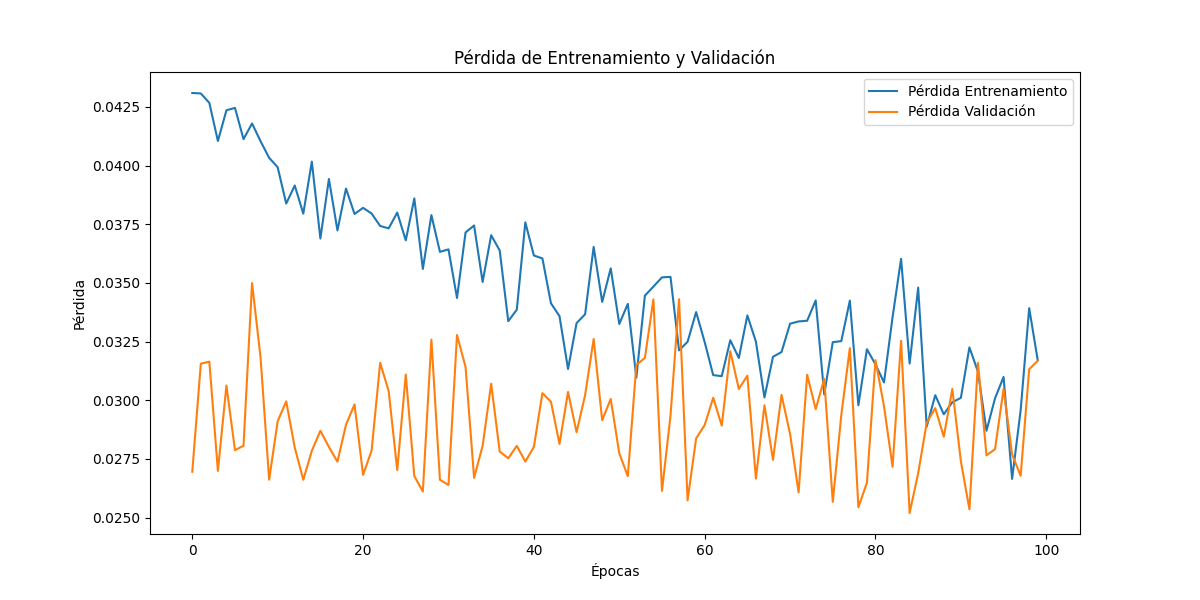 Pérdida de Entrenamiento y Validación
Pérdida Entrenamiento
Pérdida Validación
0.0425
0.0400
0.0375
0.0350
0.0325
0.0300
0.0275
0.0250
Pérdida
0 20 40 60 80 100
Épocas